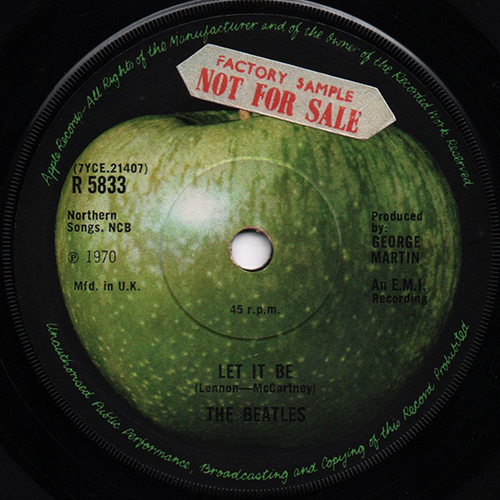 Apple Records · All Rights of the Manufacturer and of the Owner of the Recorded Work Reserved
FACTORY SAMPLE
NOT FOR SALE
(7YCE.21407)
R 5833
Northern
Songs. NCB
℗ 1970
Mfd. in U.K.
Produced
by:
GEORGE
MARTIN
An E.M.I.
Recording
45 r.p.m.
LET IT BE
(Lennon—McCartney)
THE BEATLES
Unauthorised Public Performance, Broadcasting and Copying of this Record Prohibited